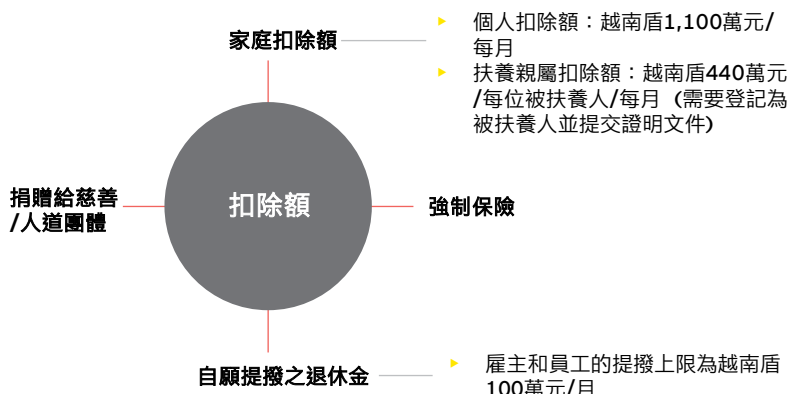 家庭扣除額
個人扣除額：越南盾1,100萬元/
每月
扶養親屬扣除額：越南盾440萬元
/每位被扶養人/每月 (需要登記為
被扶養人並提交證明文件)
捐贈給慈善
/人道團體
扣除額
強制保險
自願提撥之退休金
雇主和員工的提撥上限為越南盾
100萬元/月